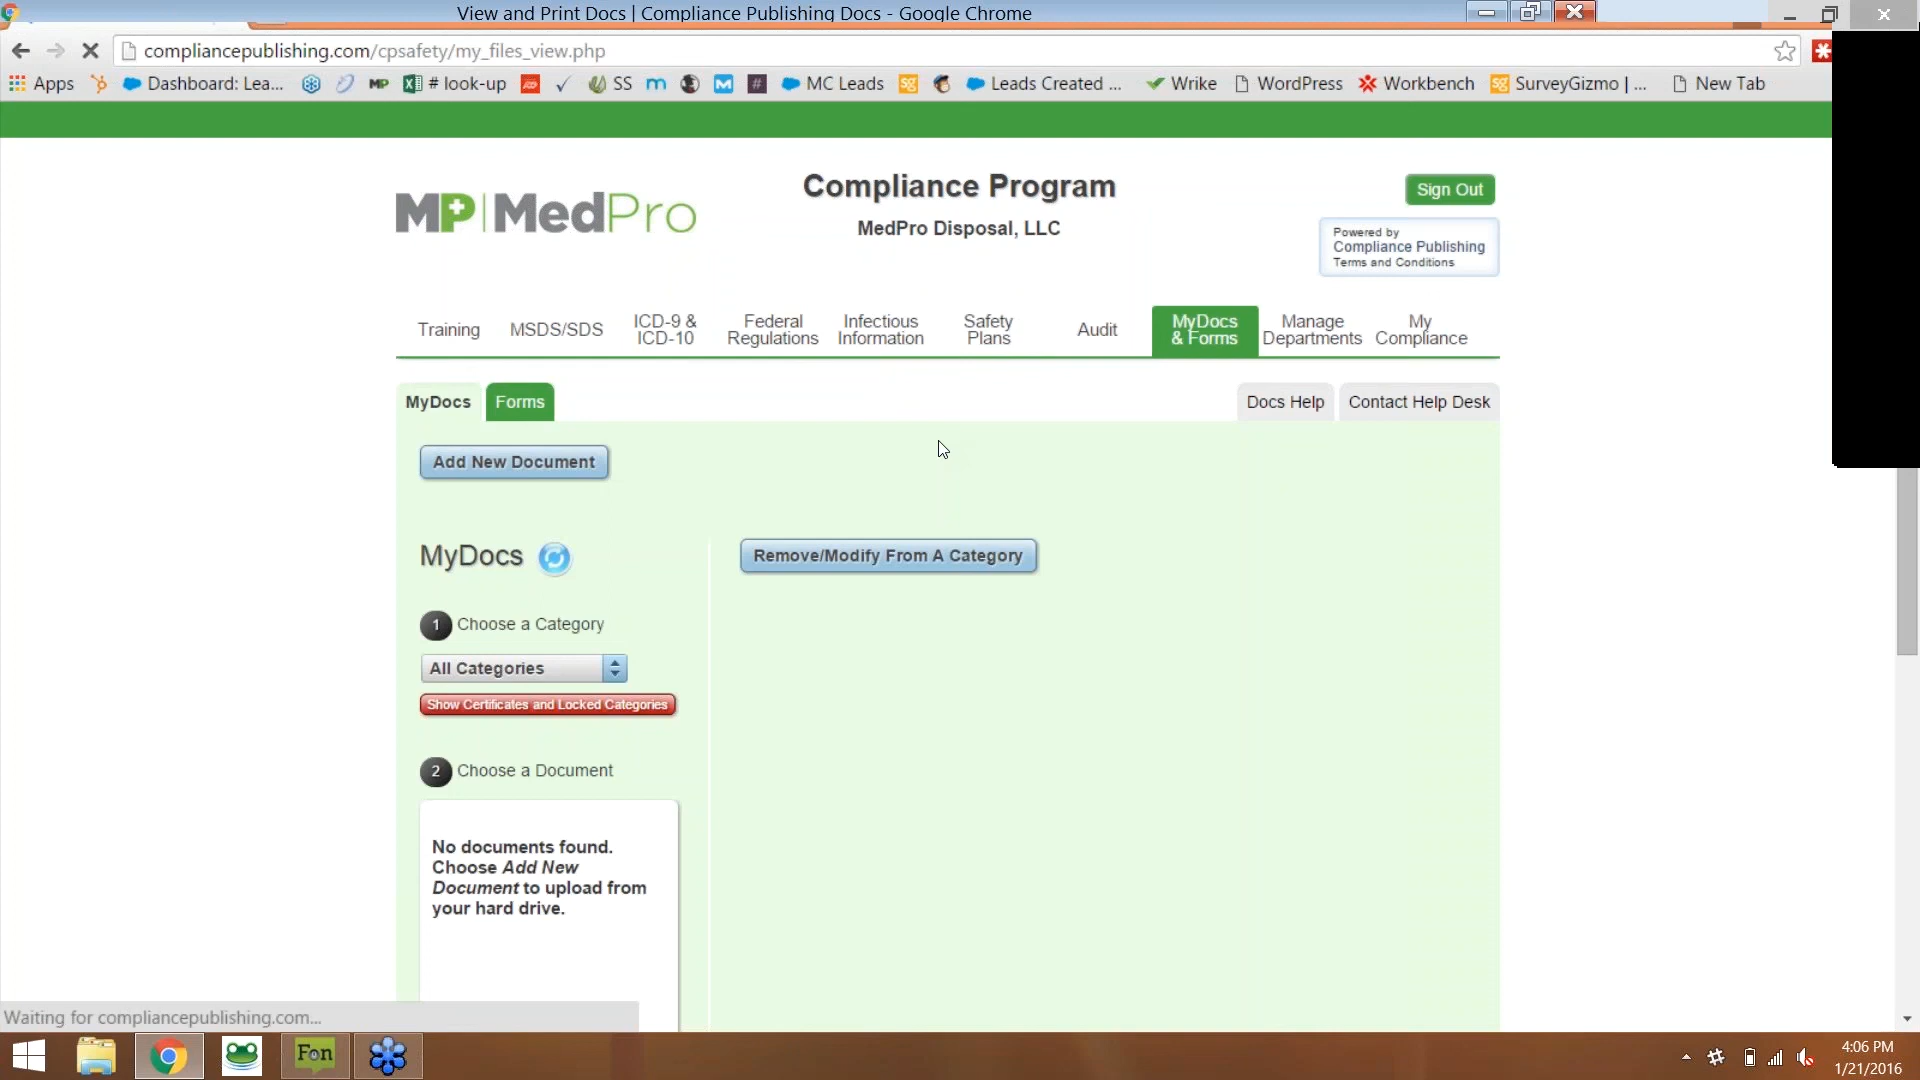 View and Print Docs | Compliance Publishing Docs - Google Chrome
compliancepublishing.com/cpsafety/my_files_view.php
Apps Dashboard: Lea... MP # look-up SS m M # MC Leads sg Leads Created ... Wrike WordPress Workbench sg SurveyGizmo | ... New Tab
MP | MedPro
Compliance Program
MedPro Disposal, LLC
Sign Out
Powered by
Compliance Publishing
Terms and Conditions
Training
MSDS/SDS
ICD-9 &
ICD-10
Federal
Regulations
Infectious
Information
Safety
Plans
Audit
MyDocs
& Forms
Manage
Departments
My
Compliance
MyDocs Forms Docs Help Contact Help Desk
Add New Document
MyDocs
Remove/Modify From A Category
1 Choose a Category
All Categories
Show Certificates and Locked Categories
2 Choose a Document
No documents found.
Choose Add New
Document to upload from
your hard drive.
Waiting for compliancepublishing.com...
Fon
4:06 PM
1/21/2016